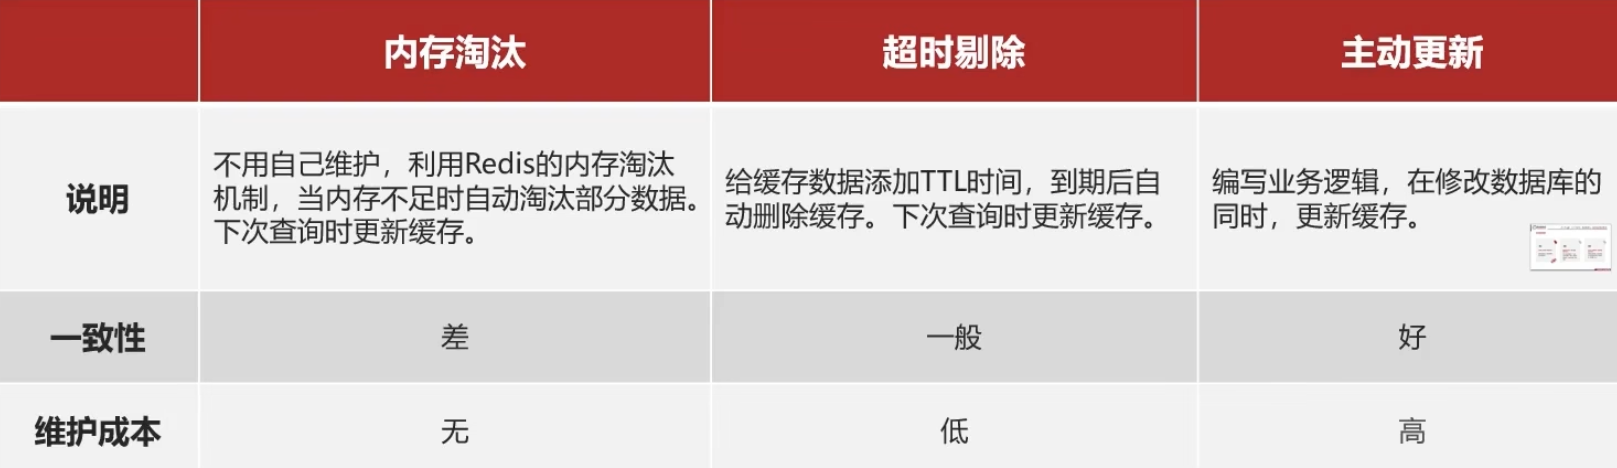 内存淘汰
超时剔除
主动更新
说明
不用自己维护，利用Redis的内存淘汰
机制，当内存不足时自动淘汰部分数据。
下次查询时更新缓存。
给缓存数据添加TTL时间，到期后自
动删除缓存。下次查询时更新缓存。
编写业务逻辑，在修改数据库的
同时，更新缓存。
一致性
差
一般
好
维护成本
无
低
高